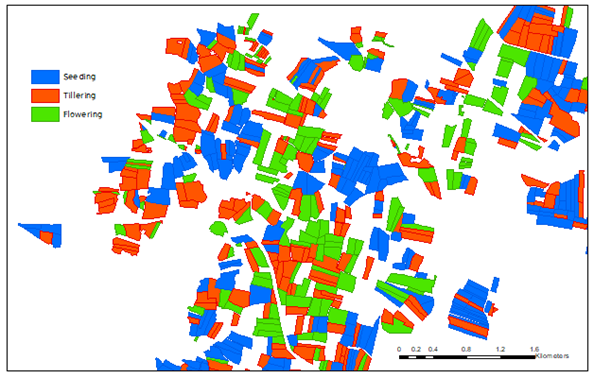 Seeding
Tillering
Flowering
0 0.2 0.4 0.8 1.2 1.6
Kilometers